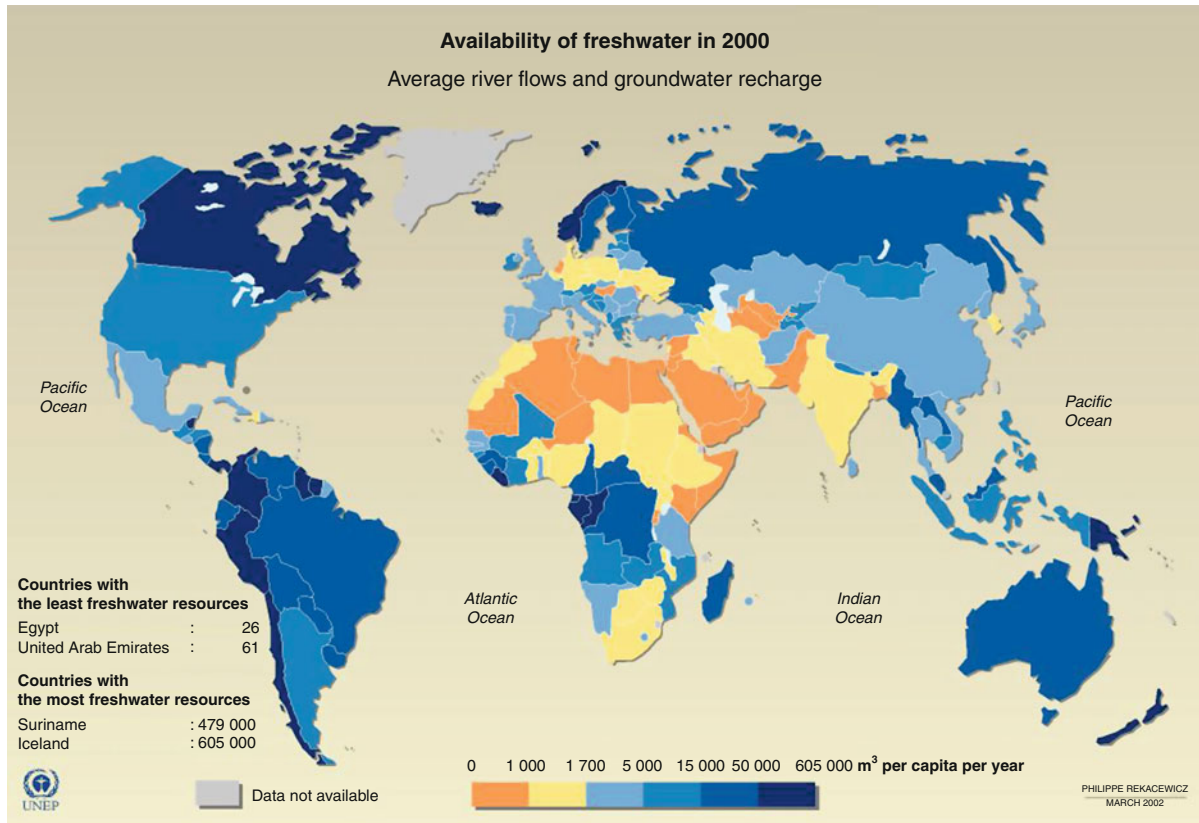 Availability of freshwater in 2000
Average river flows and groundwater recharge
Pacific
Ocean
Pacific
Ocean
Atlantic
Ocean
Indian
Ocean
Countries with
the least freshwater resources
Egypt : 26
United Arab Emirates : 61
Countries with
the most freshwater resources
Suriname : 479 000
Iceland : 605 000
0 1 000 1 700 5 000 15 000 50 000 605 000 m³ per capita per year
Data not available
UNEP
PHILIPPE REKACEWICZ
MARCH 2002